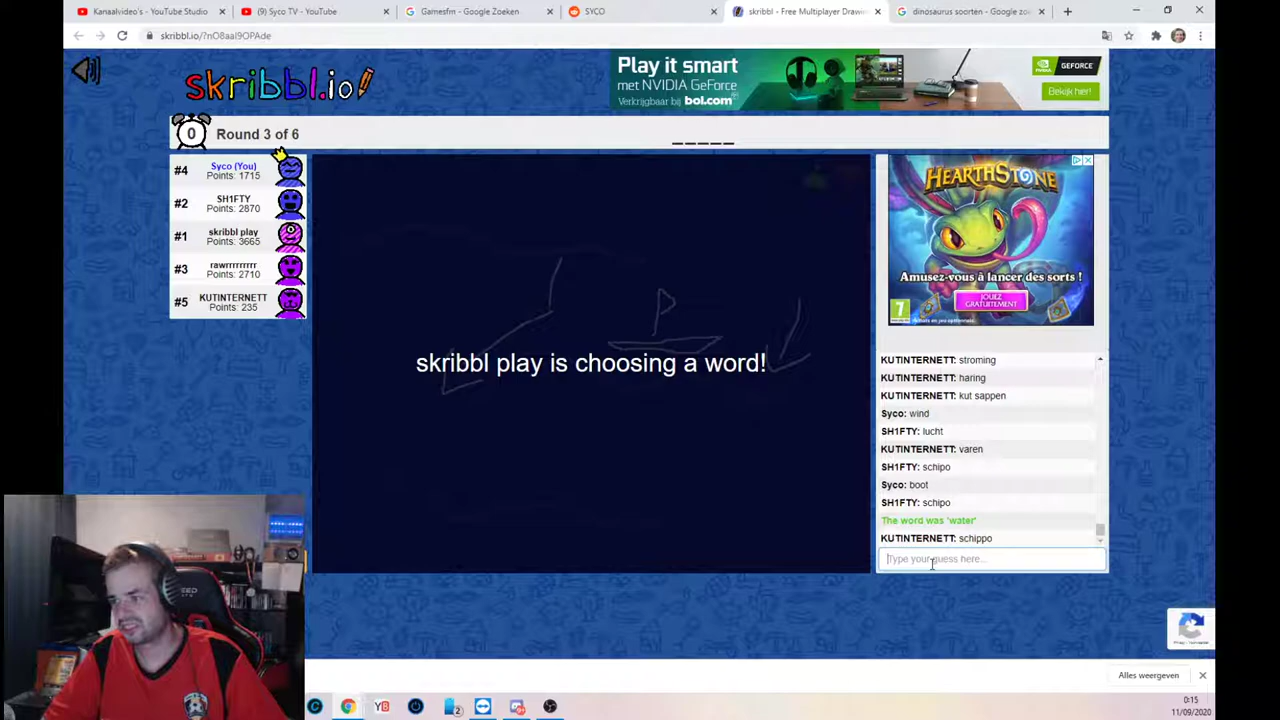 Kanaalvideo's - YouTube Studio
(9) Syco TV - YouTube
Gamesfm - Google Zoeken
SYCO
skribbl - Free Multiplayer Drawin
dinosaurus soorten - Google zoe
skribbl.io/?nO8aal9OPAde
skribbl.io
Play it smart
met NVIDIA GeForce
Verkrijgbaar bij bol.com
NVIDIA GEFORCE
Bekijk hier!
0
Round 3 of 6
_ _ _ _ _
#4 Syco (You)
Points: 1715
#2 SH1FTY
Points: 2870
#1 skribbl play
Points: 3665
#3 rawrrrrrrrrr
Points: 2710
#5 KUTINTERNETT
Points: 235
skribbl play is choosing a word!
HEARTHSTONE
Amusez-vous à lancer des sorts !
7
JOUEZ
GRATUITEMENT
KUTINTERNETT: stroming
KUTINTERNETT: haring
KUTINTERNETT: kut sappen
Syco: wind
SH1FTY: lucht
KUTINTERNETT: varen
SH1FTY: schipo
Syco: boot
SH1FTY: schipo
The word was 'water'
KUTINTERNETT: schippo
Type your guess here...
Alles weergeven
0:15
11/09/2020